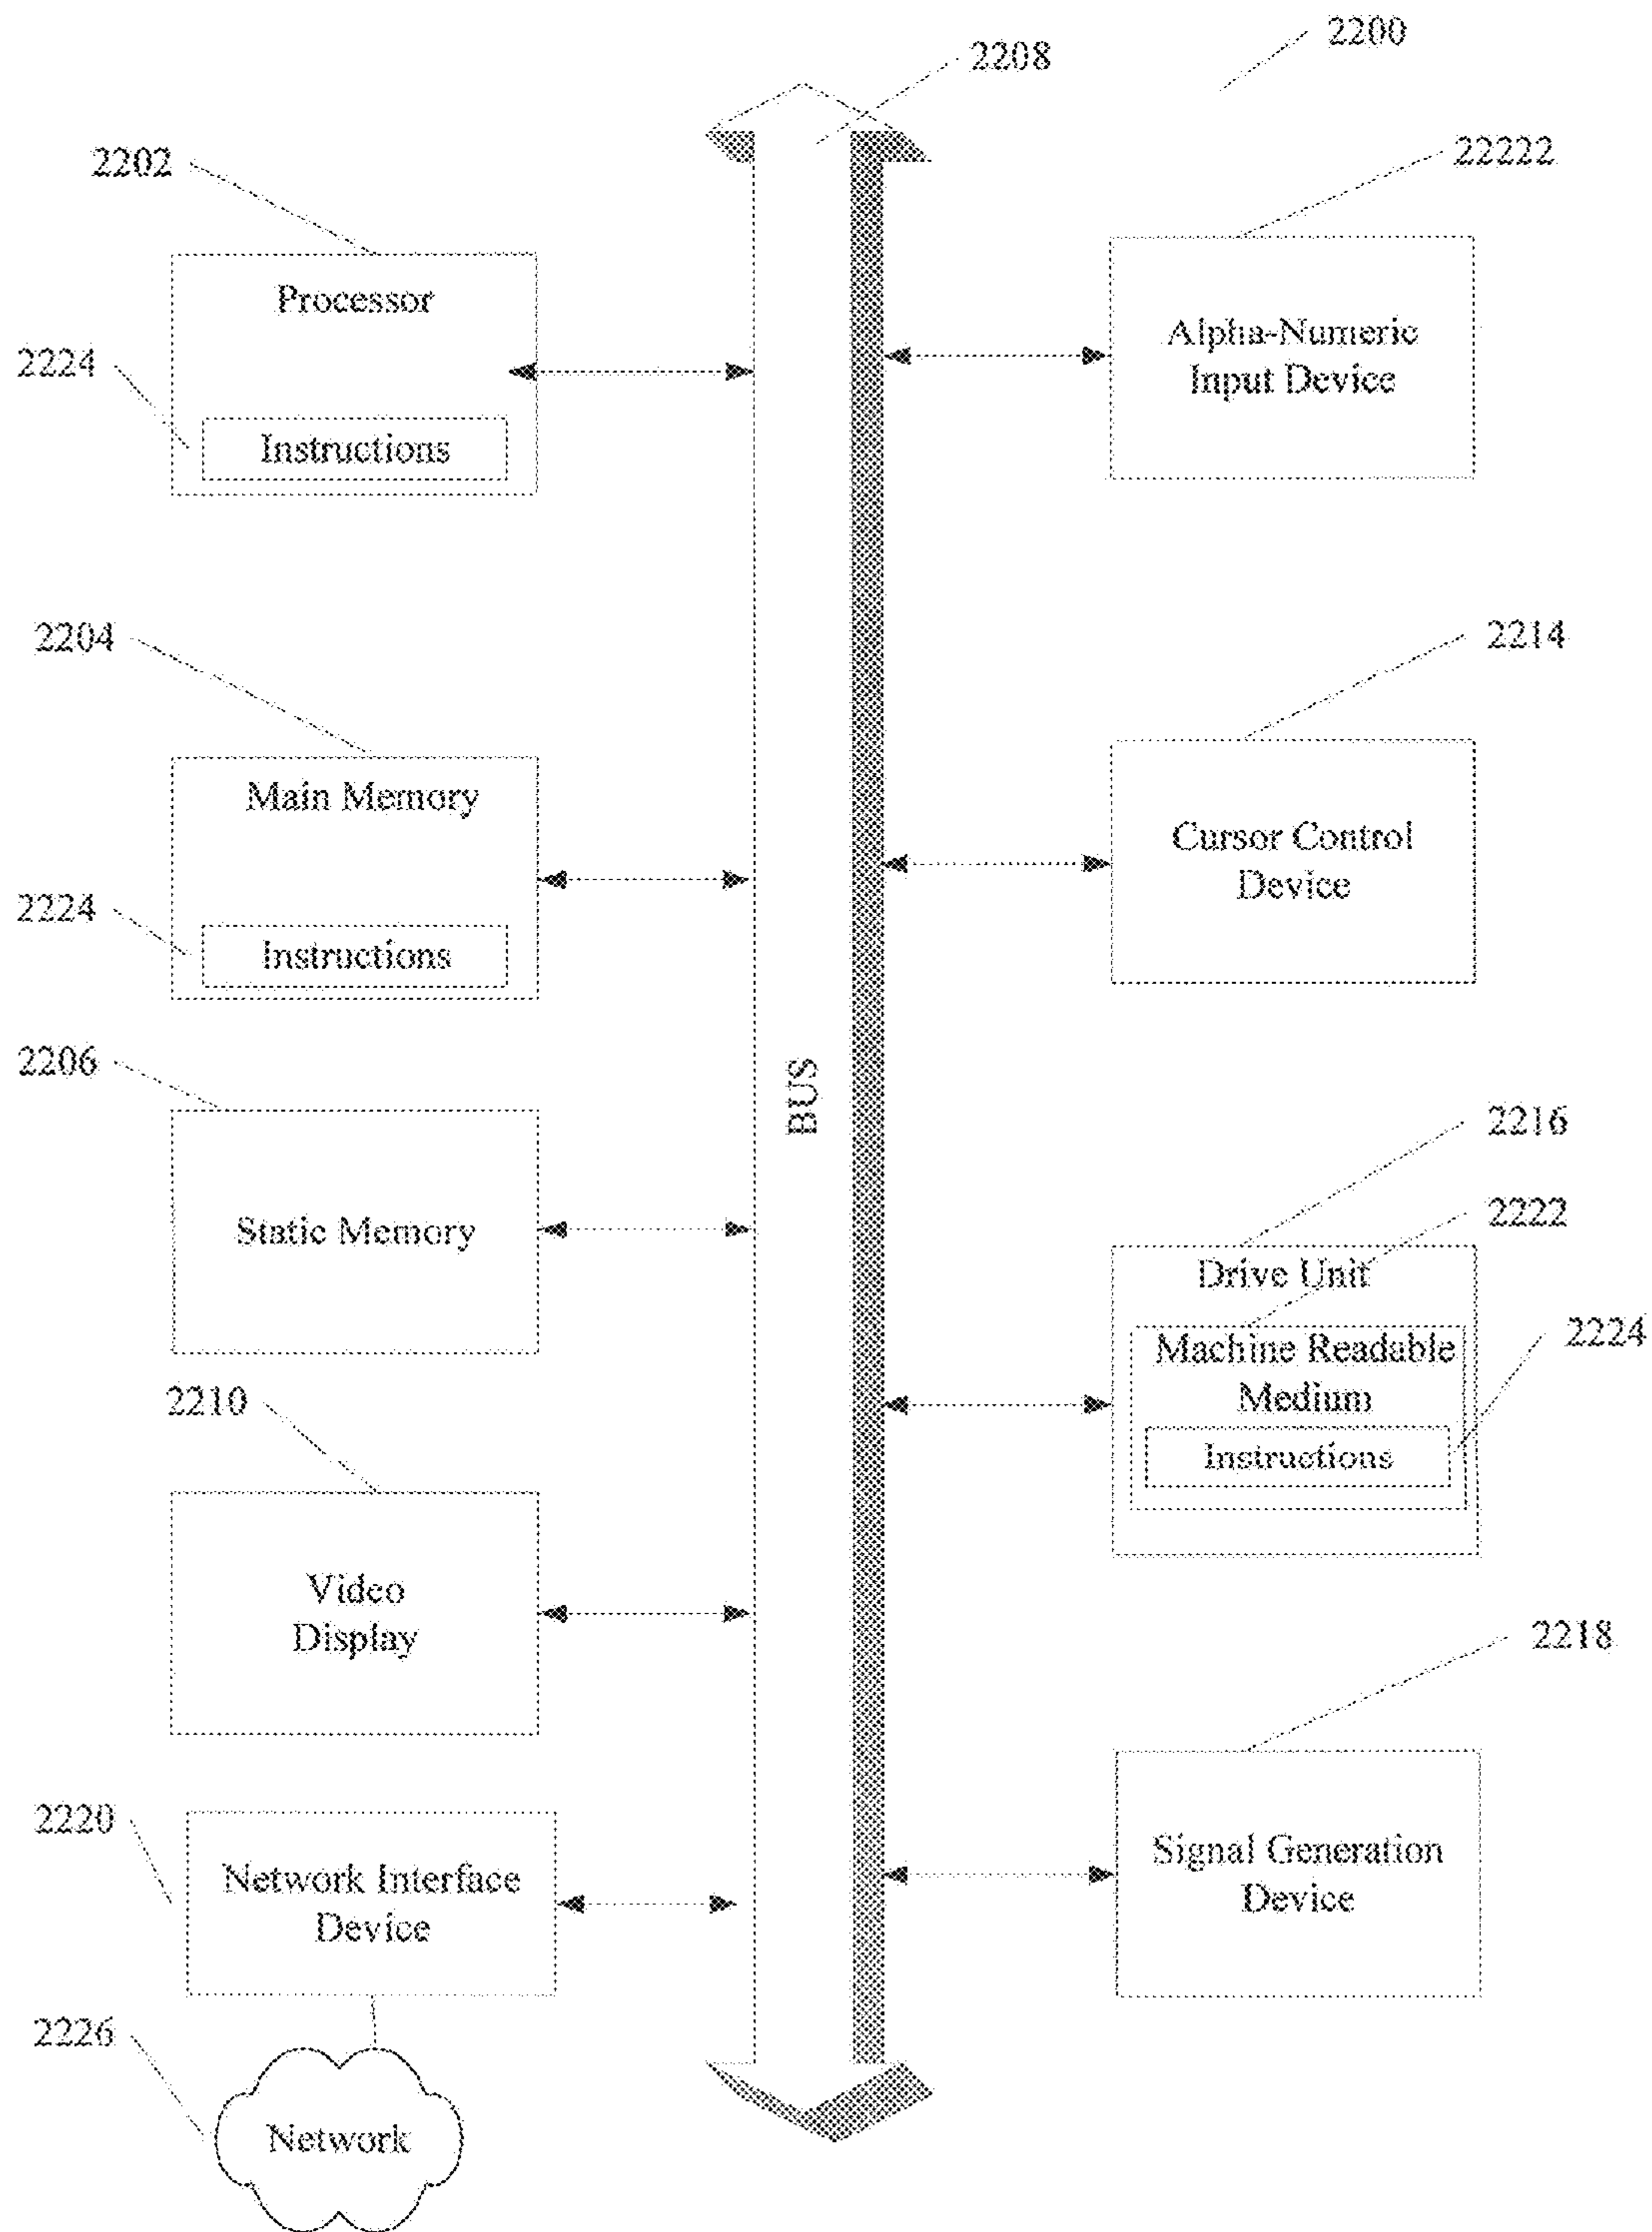 2200
2208
2202
22222
Processor
2224
Instructions
Alpha-Numeric
Input Device
2204
2214
Main Memory
2224
Instructions
Cursor Control
Device
2206
BUS
Static Memory
2216
2222
Drive Unit
Machine Readable
Medium
2224
Instructions
2210
Video
Display
2218
2220
Network Interface
Device
Signal Generation
Device
2226
Network